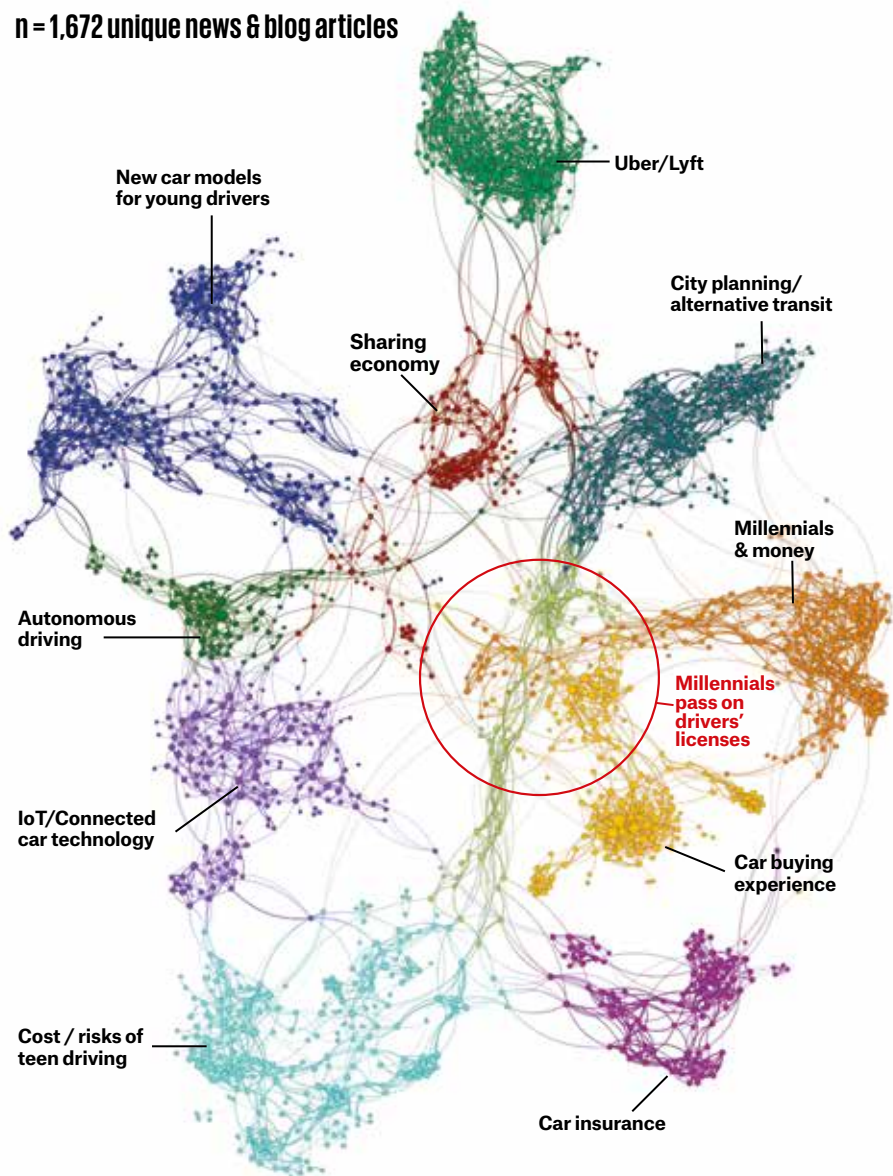 n = 1,672 unique news & blog articles
Uber/Lyft
New car models
for young drivers
City planning/
alternative transit
Sharing
economy
Millennials
& money
Autonomous
driving
Millennials
pass on
drivers'
licenses
IoT/Connected
car technology
Car buying
experience
Cost / risks of
teen driving
Car insurance